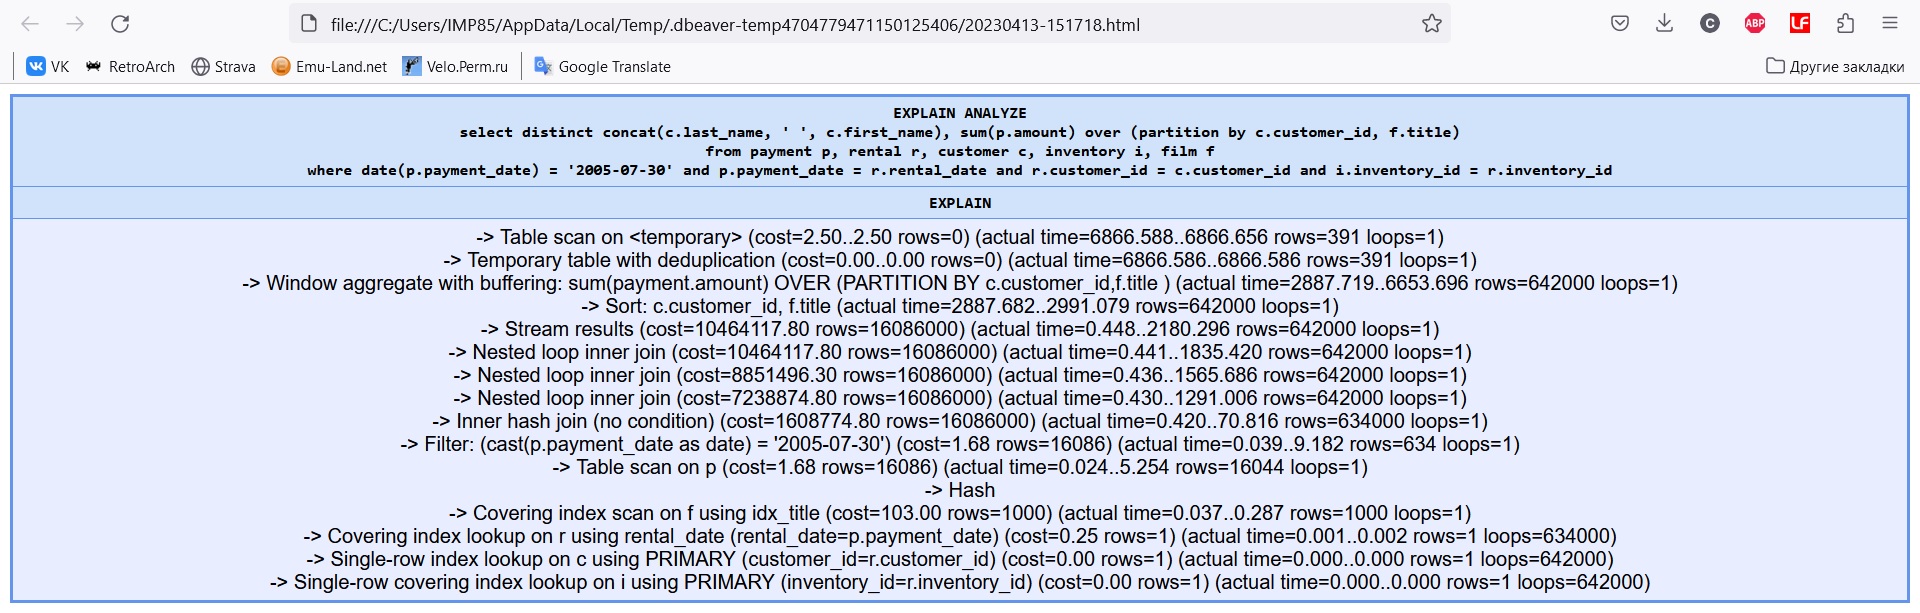 file:///C:/Users/IMP85/AppData/Local/Temp/.dbeaver-temp4704779471150125406/20230413-151718.html
C ABP LF
VK RetroArch Strava Emu-Land.net Velo.Perm.ru Google Translate Другие закладки
EXPLAIN ANALYZE
select distinct concat(c.last_name, ' ', c.first_name), sum(p.amount) over (partition by c.customer_id, f.title)
from payment p, rental r, customer c, inventory i, film f
where date(p.payment_date) = '2005-07-30' and p.payment_date = r.rental_date and r.customer_id = c.customer_id and i.inventory_id = r.inventory_id
EXPLAIN
-> Table scan on <temporary> (cost=2.50..2.50 rows=0) (actual time=6866.588..6866.656 rows=391 loops=1)
-> Temporary table with deduplication (cost=0.00..0.00 rows=0) (actual time=6866.586..6866.586 rows=391 loops=1)
-> Window aggregate with buffering: sum(payment.amount) OVER (PARTITION BY c.customer_id,f.title ) (actual time=2887.719..6653.696 rows=642000 loops=1)
-> Sort: c.customer_id, f.title (actual time=2887.682..2991.079 rows=642000 loops=1)
-> Stream results (cost=10464117.80 rows=16086000) (actual time=0.448..2180.296 rows=642000 loops=1)
-> Nested loop inner join (cost=10464117.80 rows=16086000) (actual time=0.441..1835.420 rows=642000 loops=1)
-> Nested loop inner join (cost=8851496.30 rows=16086000) (actual time=0.436..1565.686 rows=642000 loops=1)
-> Nested loop inner join (cost=7238874.80 rows=16086000) (actual time=0.430..1291.006 rows=642000 loops=1)
-> Inner hash join (no condition) (cost=1608774.80 rows=16086000) (actual time=0.420..70.816 rows=634000 loops=1)
-> Filter: (cast(p.payment_date as date) = '2005-07-30') (cost=1.68 rows=16086) (actual time=0.039..9.182 rows=634 loops=1)
-> Table scan on p (cost=1.68 rows=16086) (actual time=0.024..5.254 rows=16044 loops=1)
-> Hash
-> Covering index scan on f using idx_title (cost=103.00 rows=1000) (actual time=0.037..0.287 rows=1000 loops=1)
-> Covering index lookup on r using rental_date (rental_date=p.payment_date) (cost=0.25 rows=1) (actual time=0.001..0.002 rows=1 loops=634000)
-> Single-row index lookup on c using PRIMARY (customer_id=r.customer_id) (cost=0.00 rows=1) (actual time=0.000..0.000 rows=1 loops=642000)
-> Single-row covering index lookup on i using PRIMARY (inventory_id=r.inventory_id) (cost=0.00 rows=1) (actual time=0.000..0.000 rows=1 loops=642000)